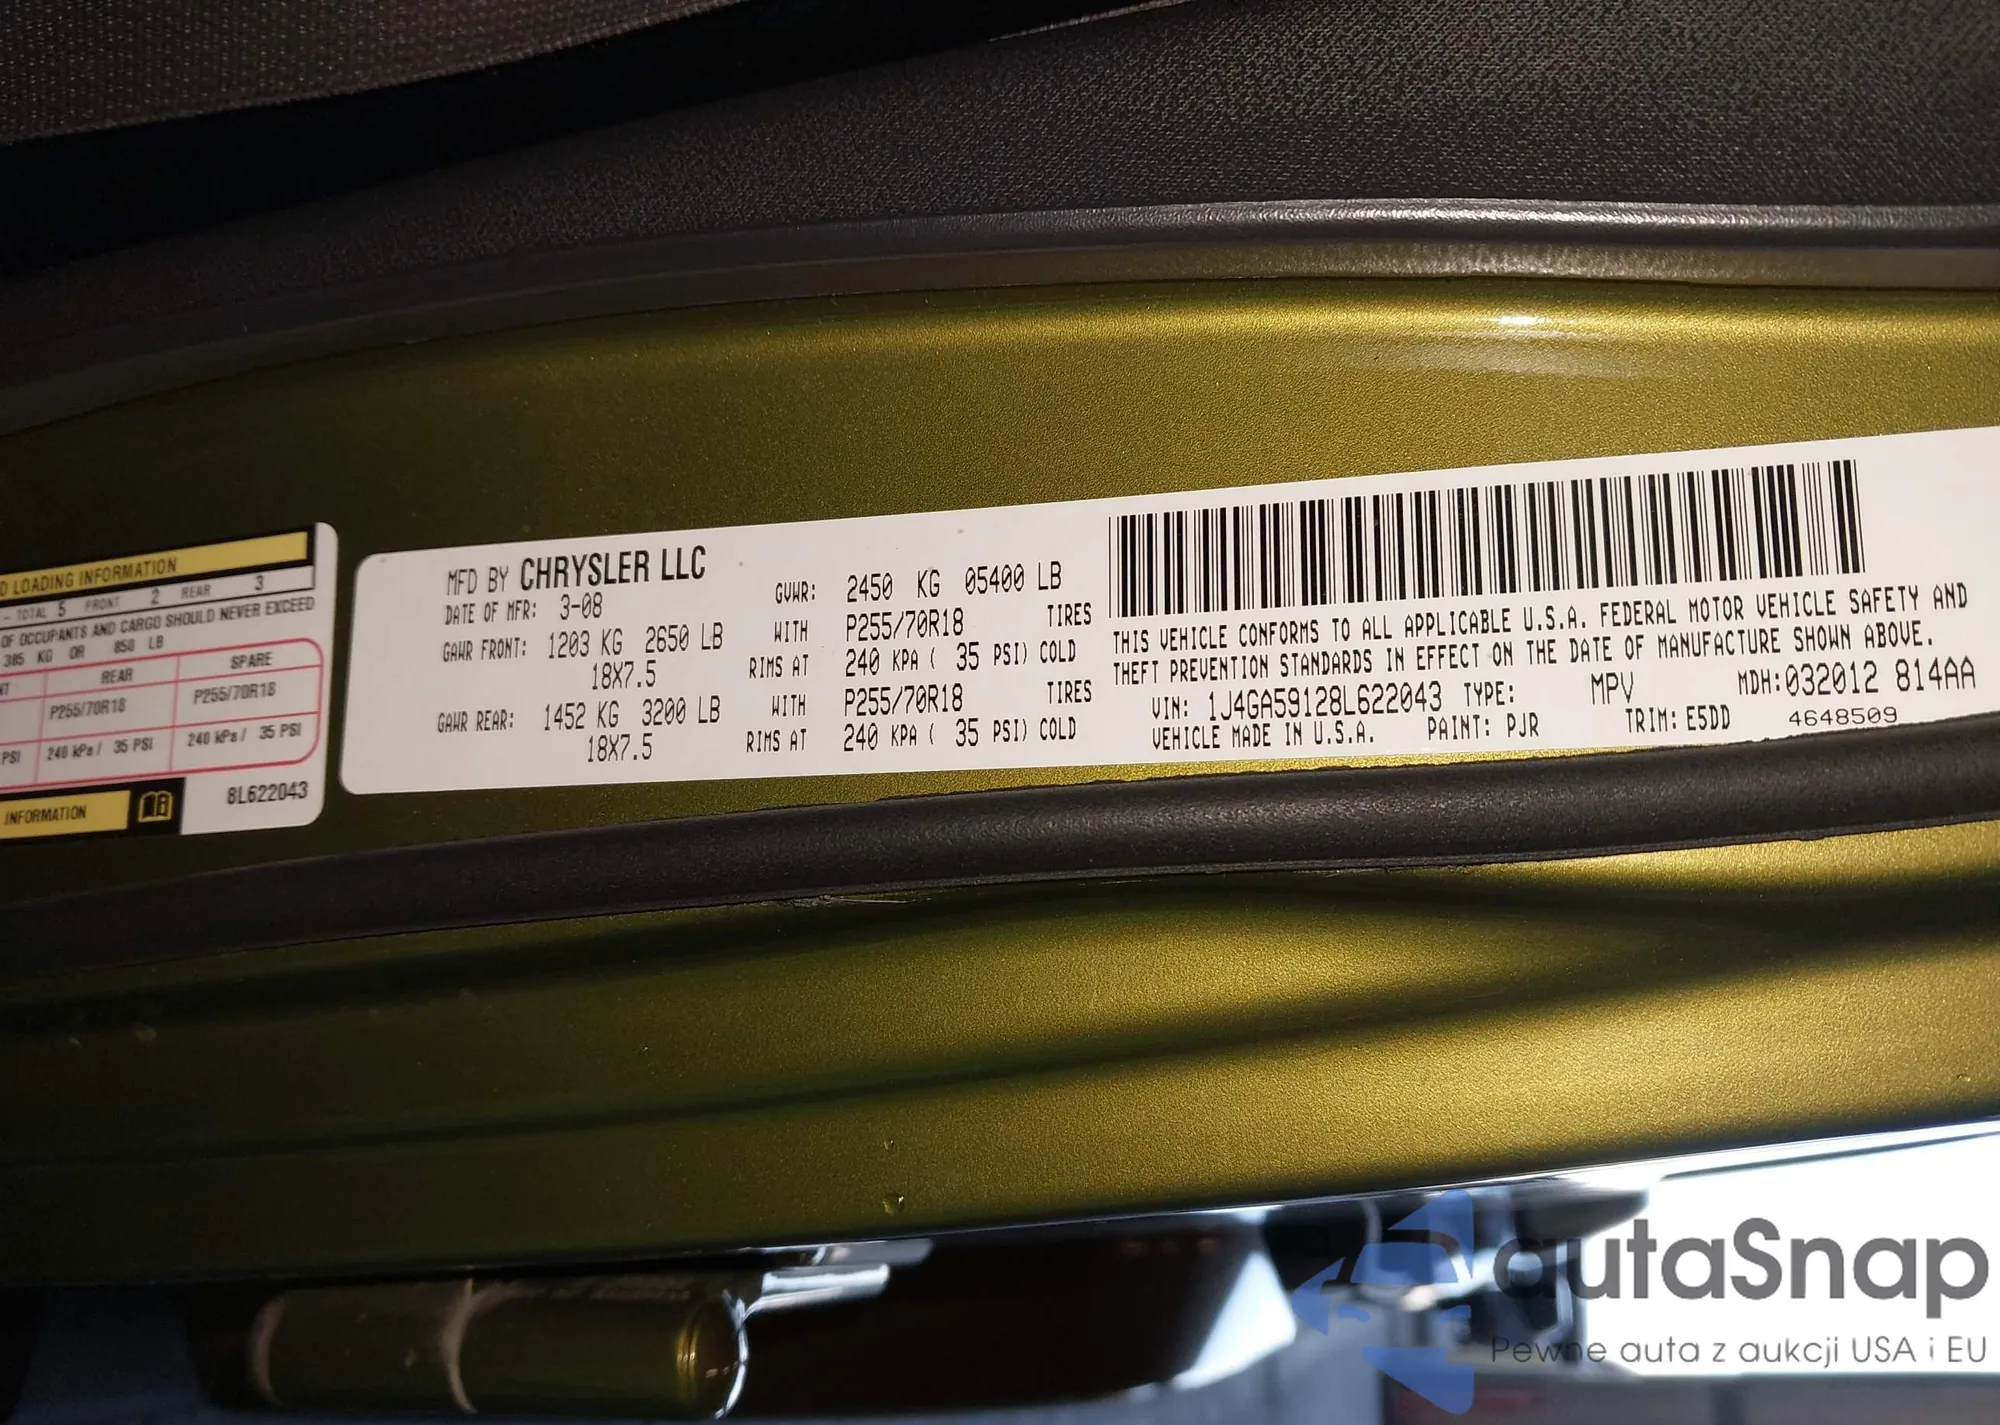 D LOADING INFORMATION
- TOTAL 5 FRONT 2 REAR 3
OF OCCUPANTS AND CARGO SHOULD NEVER EXCEED
385 KG OR 850 LB
NT REAR SPARE
P255/70R18 P255/70R18
PSI 240 kPa / 35 PSI 240 kPa / 35 PSI
INFORMATION 8L622043
MFD BY CHRYSLER LLC
DATE OF MFR: 3-08
GVWR: 2450 KG 05400 LB
GAWR FRONT: 1203 KG 2650 LB WITH P255/70R18 TIRES
18X7.5 RIMS AT 240 KPA ( 35 PSI) COLD
GAWR REAR: 1452 KG 3200 LB WITH P255/70R18 TIRES
18X7.5 RIMS AT 240 KPA ( 35 PSI) COLD
THIS VEHICLE CONFORMS TO ALL APPLICABLE U.S.A. FEDERAL MOTOR VEHICLE SAFETY AND
THEFT PREVENTION STANDARDS IN EFFECT ON THE DATE OF MANUFACTURE SHOWN ABOVE.
VIN: 1J4GA59128L622043 TYPE: MPV MDH:032012 814AA
VEHICLE MADE IN U.S.A. PAINT: PJR TRIM: E5DD 4648509
autaSnap
Pewne auta z aukcji USA i EU